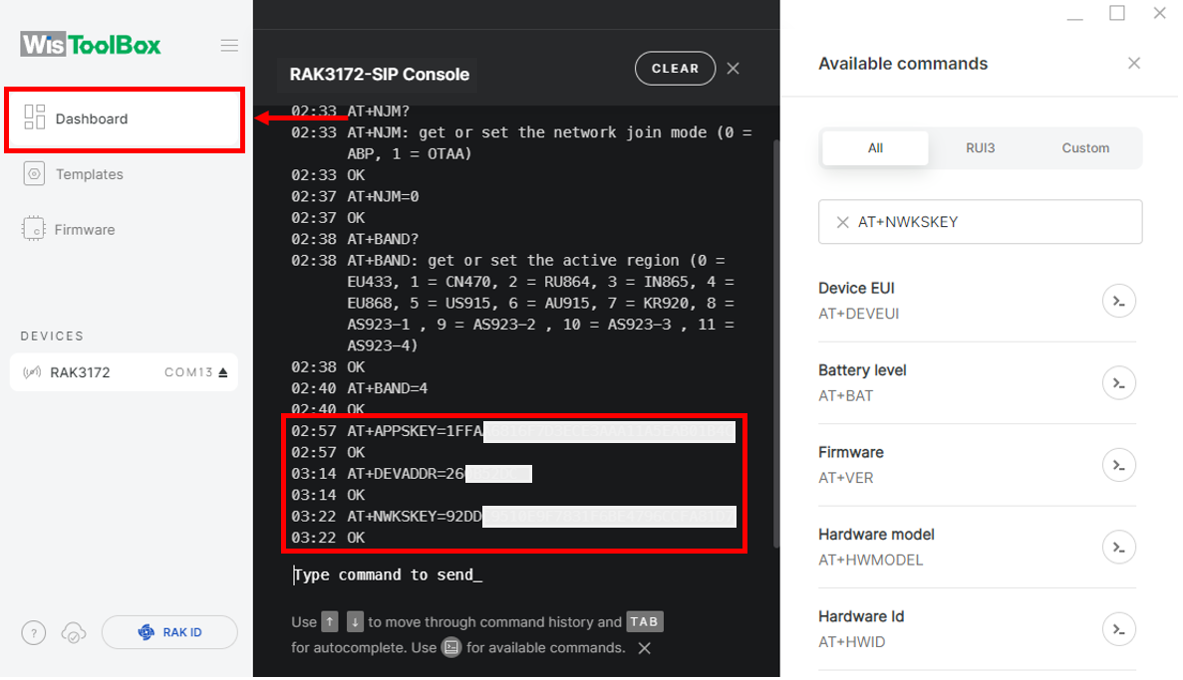 WisToolBox
Dashboard
Templates
Firmware
DEVICES
RAK3172 COM13
?
RAK ID
RAK3172-SIP Console
CLEAR
02:33 AT+NJM?
02:33 AT+NJM: get or set the network join mode (0 =
ABP, 1 = OTAA)
02:33 OK
02:37 AT+NJM=0
02:37 OK
02:38 AT+BAND?
02:38 AT+BAND: get or set the active region (0 =
EU433, 1 = CN470, 2 = RU864, 3 = IN865, 4 =
EU868, 5 = US915, 6 = AU915, 7 = KR920, 8 =
AS923-1 , 9 = AS923-2 , 10 = AS923-3 , 11 =
AS923-4)
02:38 OK
02:40 AT+BAND=4
02:40 OK
02:57 AT+APPSKEY=1FFA
02:57 OK
03:14 AT+DEVADDR=26
03:14 OK
03:22 AT+NWKSKEY=92DD
03:22 OK
Type command to send_
Use ↑ ↓ to move through command history and TAB
for autocomplete. Use for available commands.
Available commands
All RUI3 Custom
AT+NWKSKEY
Device EUI
AT+DEVEUI
Battery level
AT+BAT
Firmware
AT+VER
Hardware model
AT+HWMODEL
Hardware Id
AT+HWID